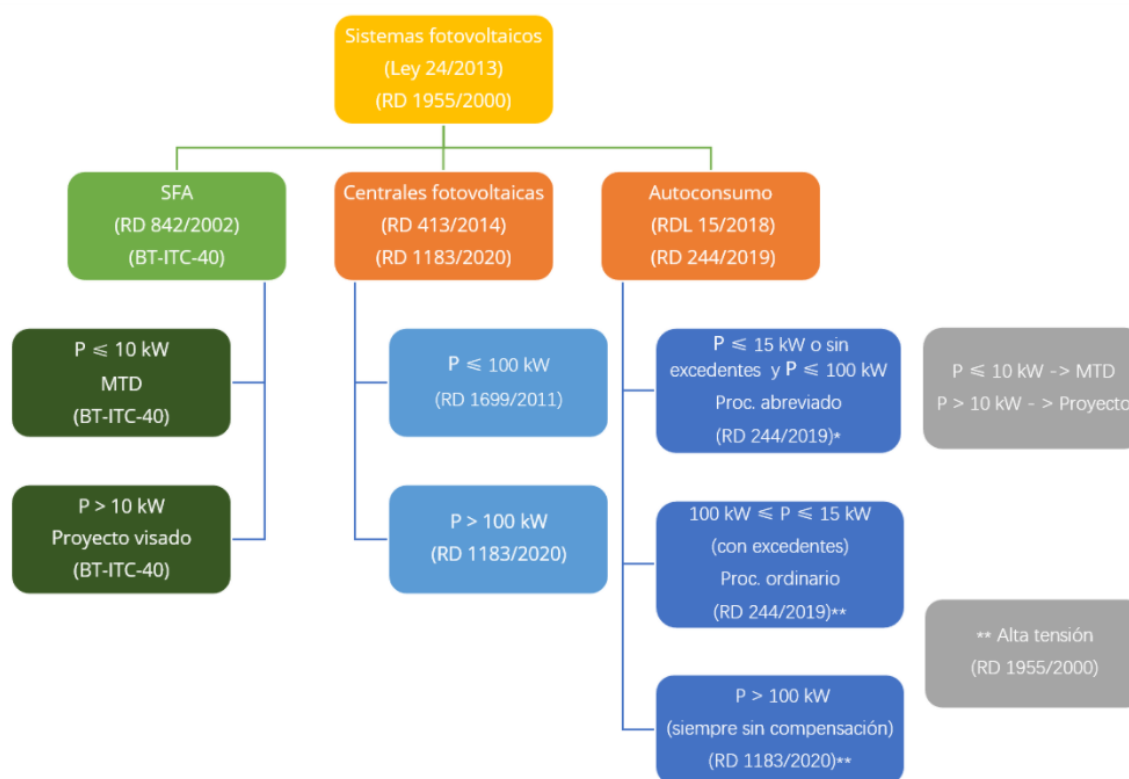 Sistemas fotovoltaicos
(Ley 24/2013)
(RD 1955/2000)
SFA
(RD 842/2002)
(BT-ITC-40)
Centrales fotovoltaicas
(RD 413/2014)
(RD 1183/2020)
Autoconsumo
(RDL 15/2018)
(RD 244/2019)
P ≤ 10 kW
MTD
(BT-ITC-40)
P > 10 kW
Proyecto visado
(BT-ITC-40)
P ≤ 100 kW
(RD 1699/2011)
P > 100 kW
(RD 1183/2020)
P ≤ 15 kW o sin
excedentes y P ≤ 100 kW
Proc. abreviado
(RD 244/2019)*
100 kW ≤ P ≤ 15 kW
(con excedentes)
Proc. ordinario
(RD 244/2019)**
P > 100 kW
(siempre sin compensación)
(RD 1183/2020)**
P ≤ 10 kW -> MTD
P > 10 kW - > Proyecto
** Alta tensión
(RD 1955/2000)